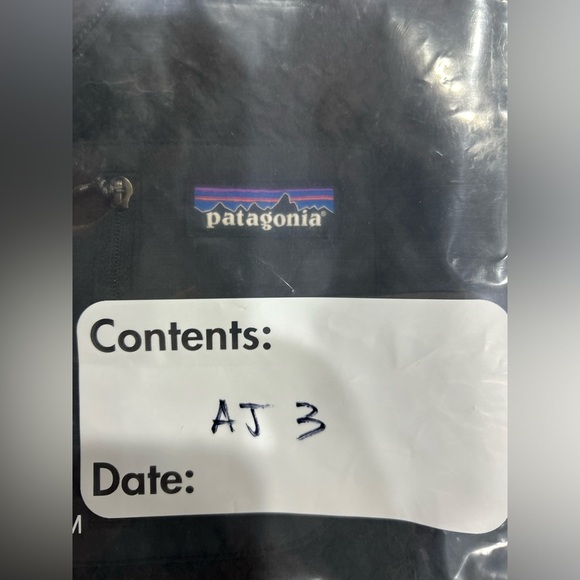 patagonia®
Contents:
AJ 3
Date:
M